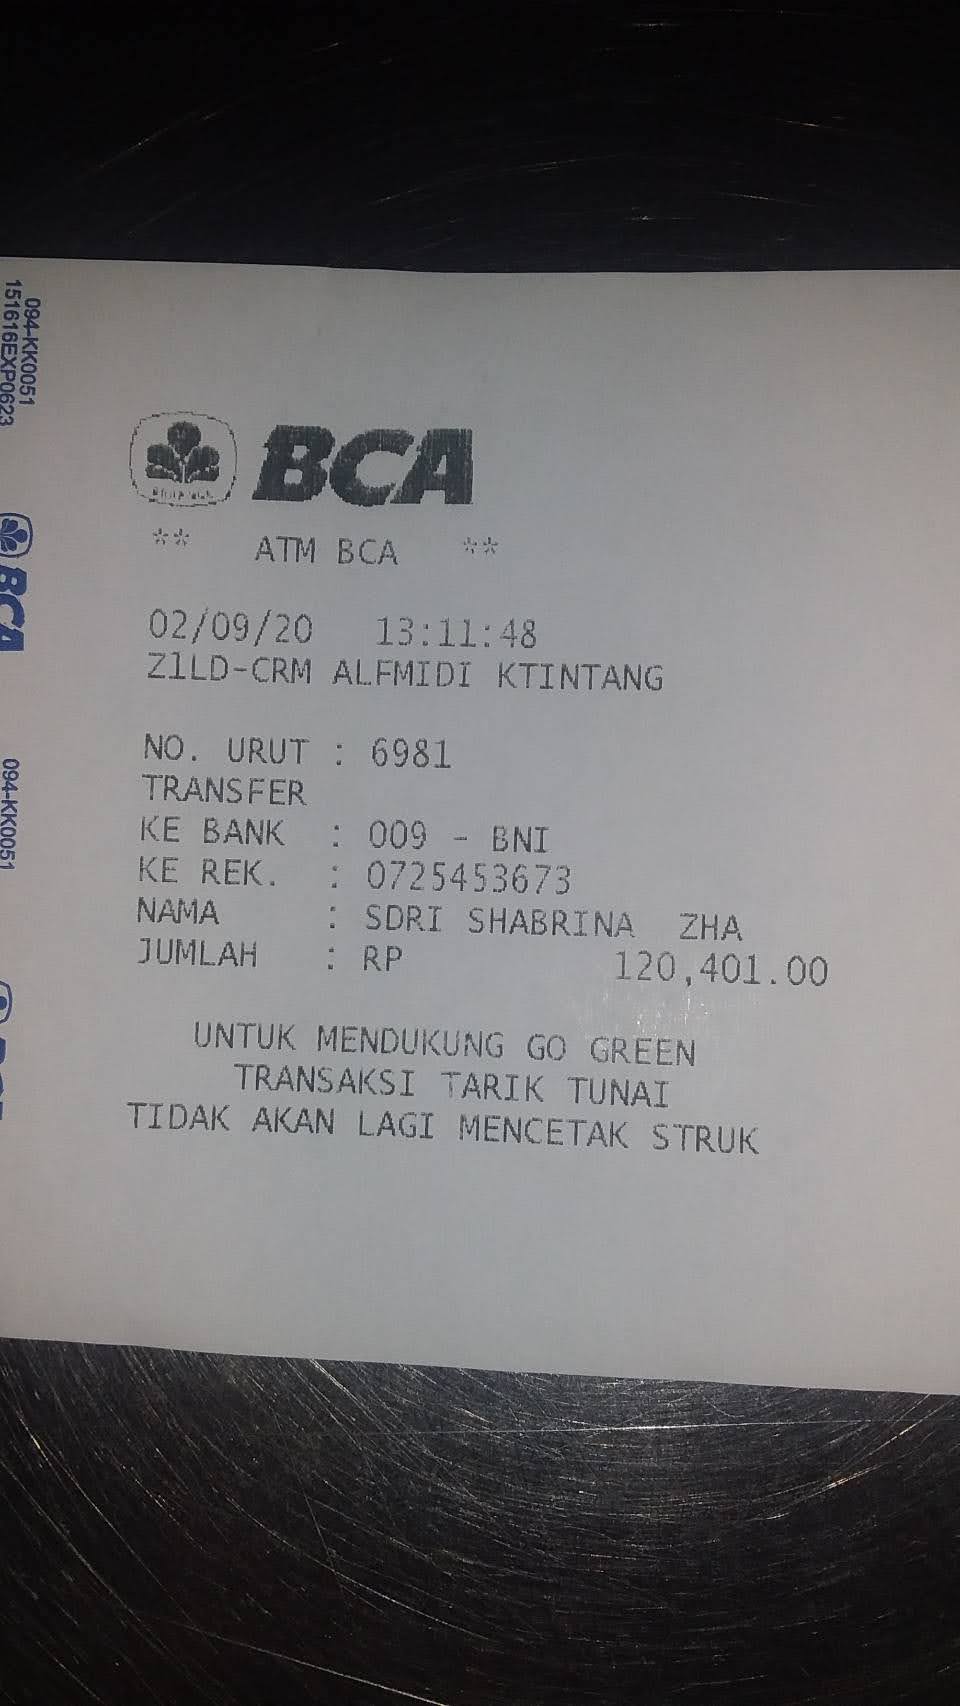 094-KK0051
151616EXP0623
BCA
094-KK0051
BCA
** ATM BCA **
02/09/20 13:11:48
Z1LD-CRM ALFMIDI KTINTANG
NO. URUT : 6981
TRANSFER
KE BANK : 009 - BNI
KE REK. : 0725453673
NAMA : SDRI SHABRINA ZHA
JUMLAH : RP 120,401.00
UNTUK MENDUKUNG GO GREEN
TRANSAKSI TARIK TUNAI
TIDAK AKAN LAGI MENCETAK STRUK